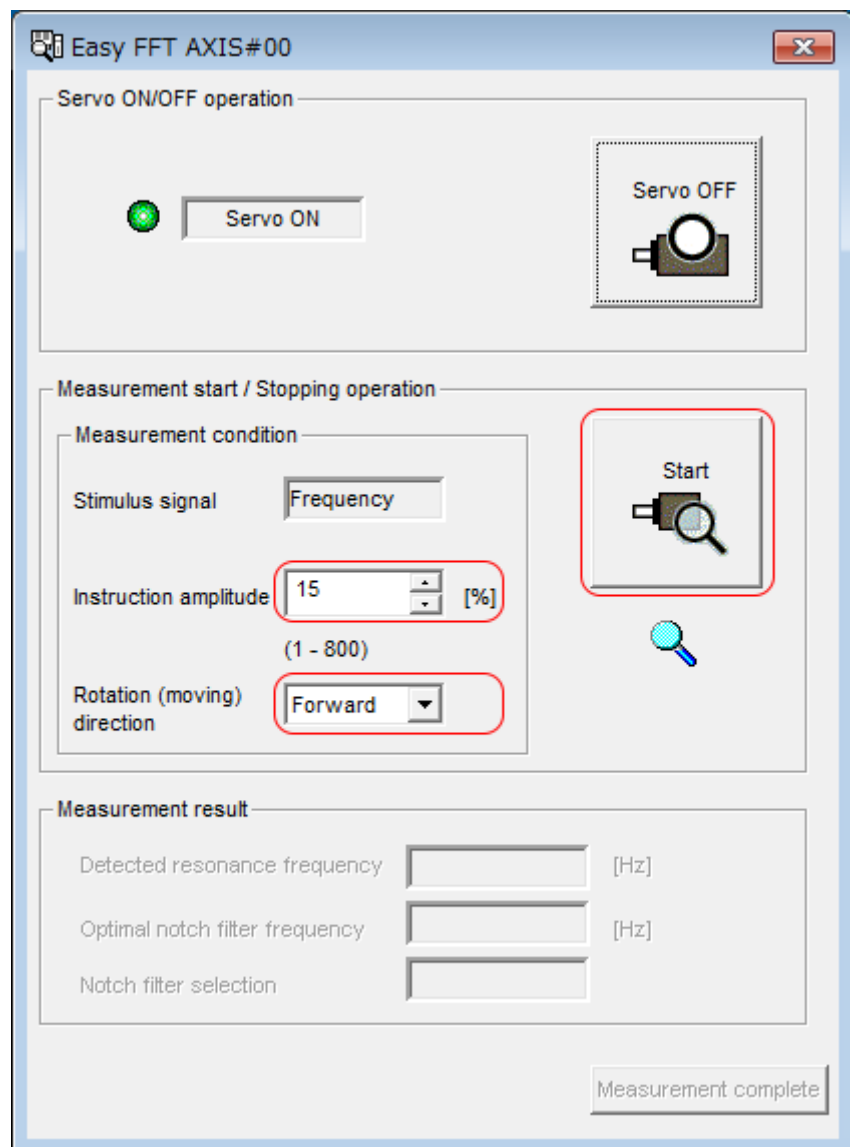 Easy FFT AXIS#00
Servo ON/OFF operation
Servo ON
Servo OFF
Measurement start / Stopping operation
Measurement condition
Stimulus signal
Frequency
Start
Instruction amplitude
15
[%]
(1 - 800)
Rotation (moving)
direction
Forward
Measurement result
Detected resonance frequency
[Hz]
Optimal notch filter frequency
[Hz]
Notch filter selection
Measurement complete